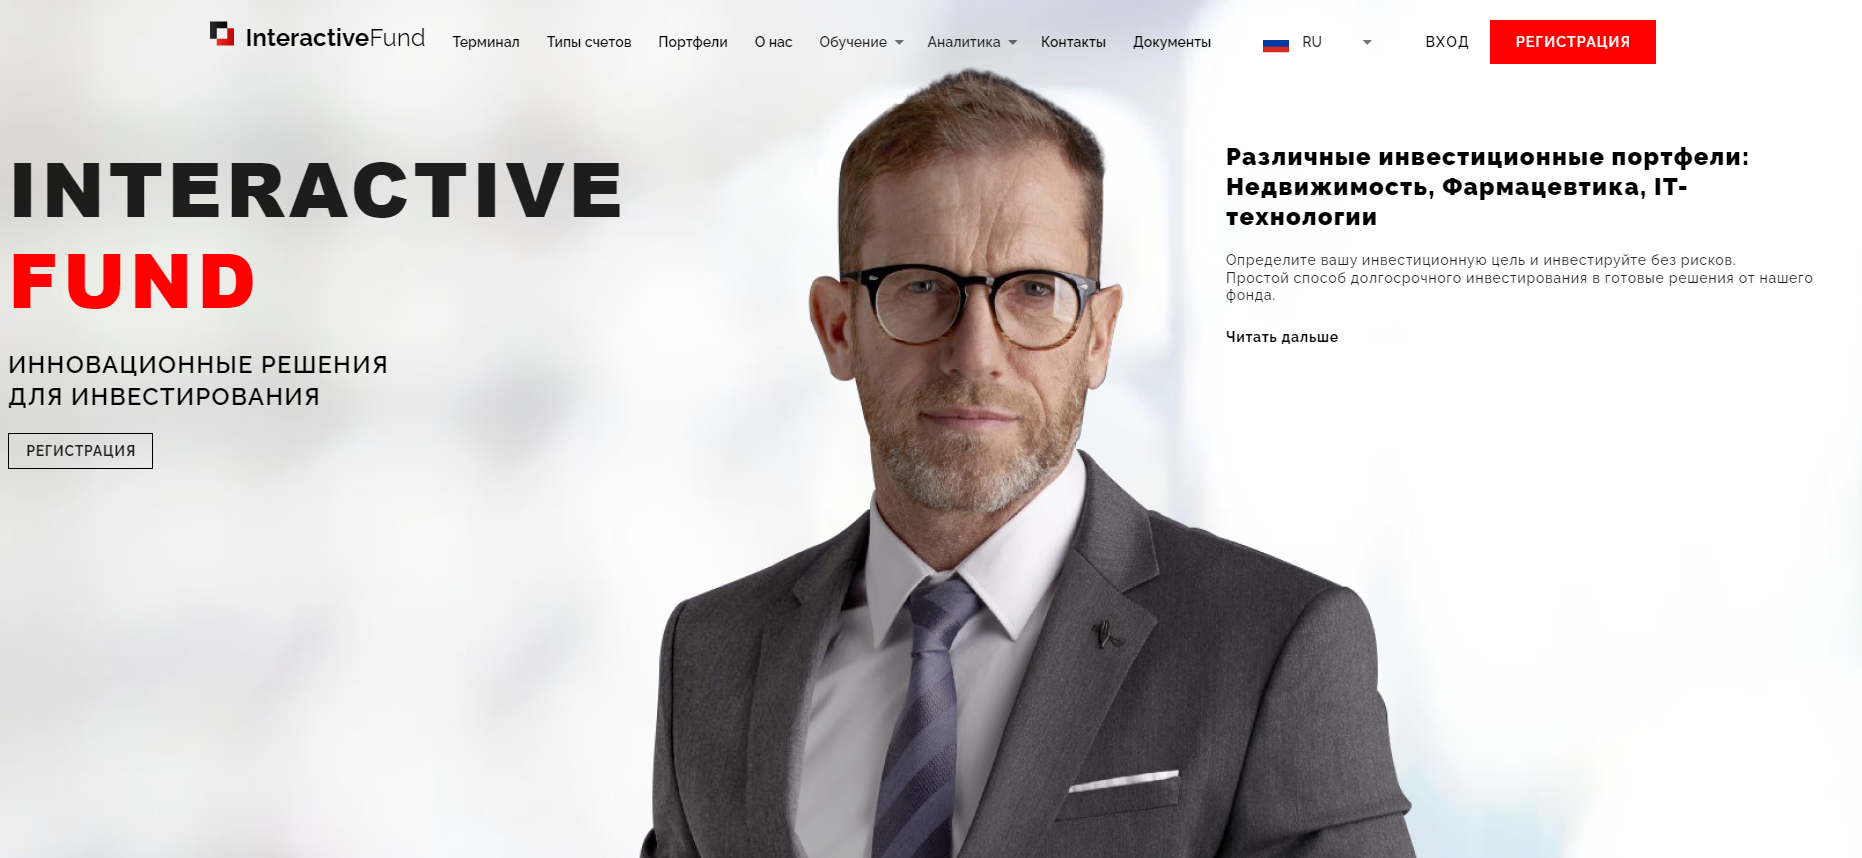 InteractiveFund
Терминал
Типы счетов
Портфели
О нас
Обучение
Аналитика
Контакты
Документы
RU
ВХОД
РЕГИСТРАЦИЯ
INTERACTIVE
FUND
ИННОВАЦИОННЫЕ РЕШЕНИЯ
ДЛЯ ИНВЕСТИРОВАНИЯ
РЕГИСТРАЦИЯ
Различные инвестиционные портфели:
Недвижимость, Фармацевтика, IT-
технологии
Определите вашу инвестиционную цель и инвестируйте без рисков.
Простой способ долгосрочного инвестирования в готовые решения от нашего
фонда.
Читать дальше